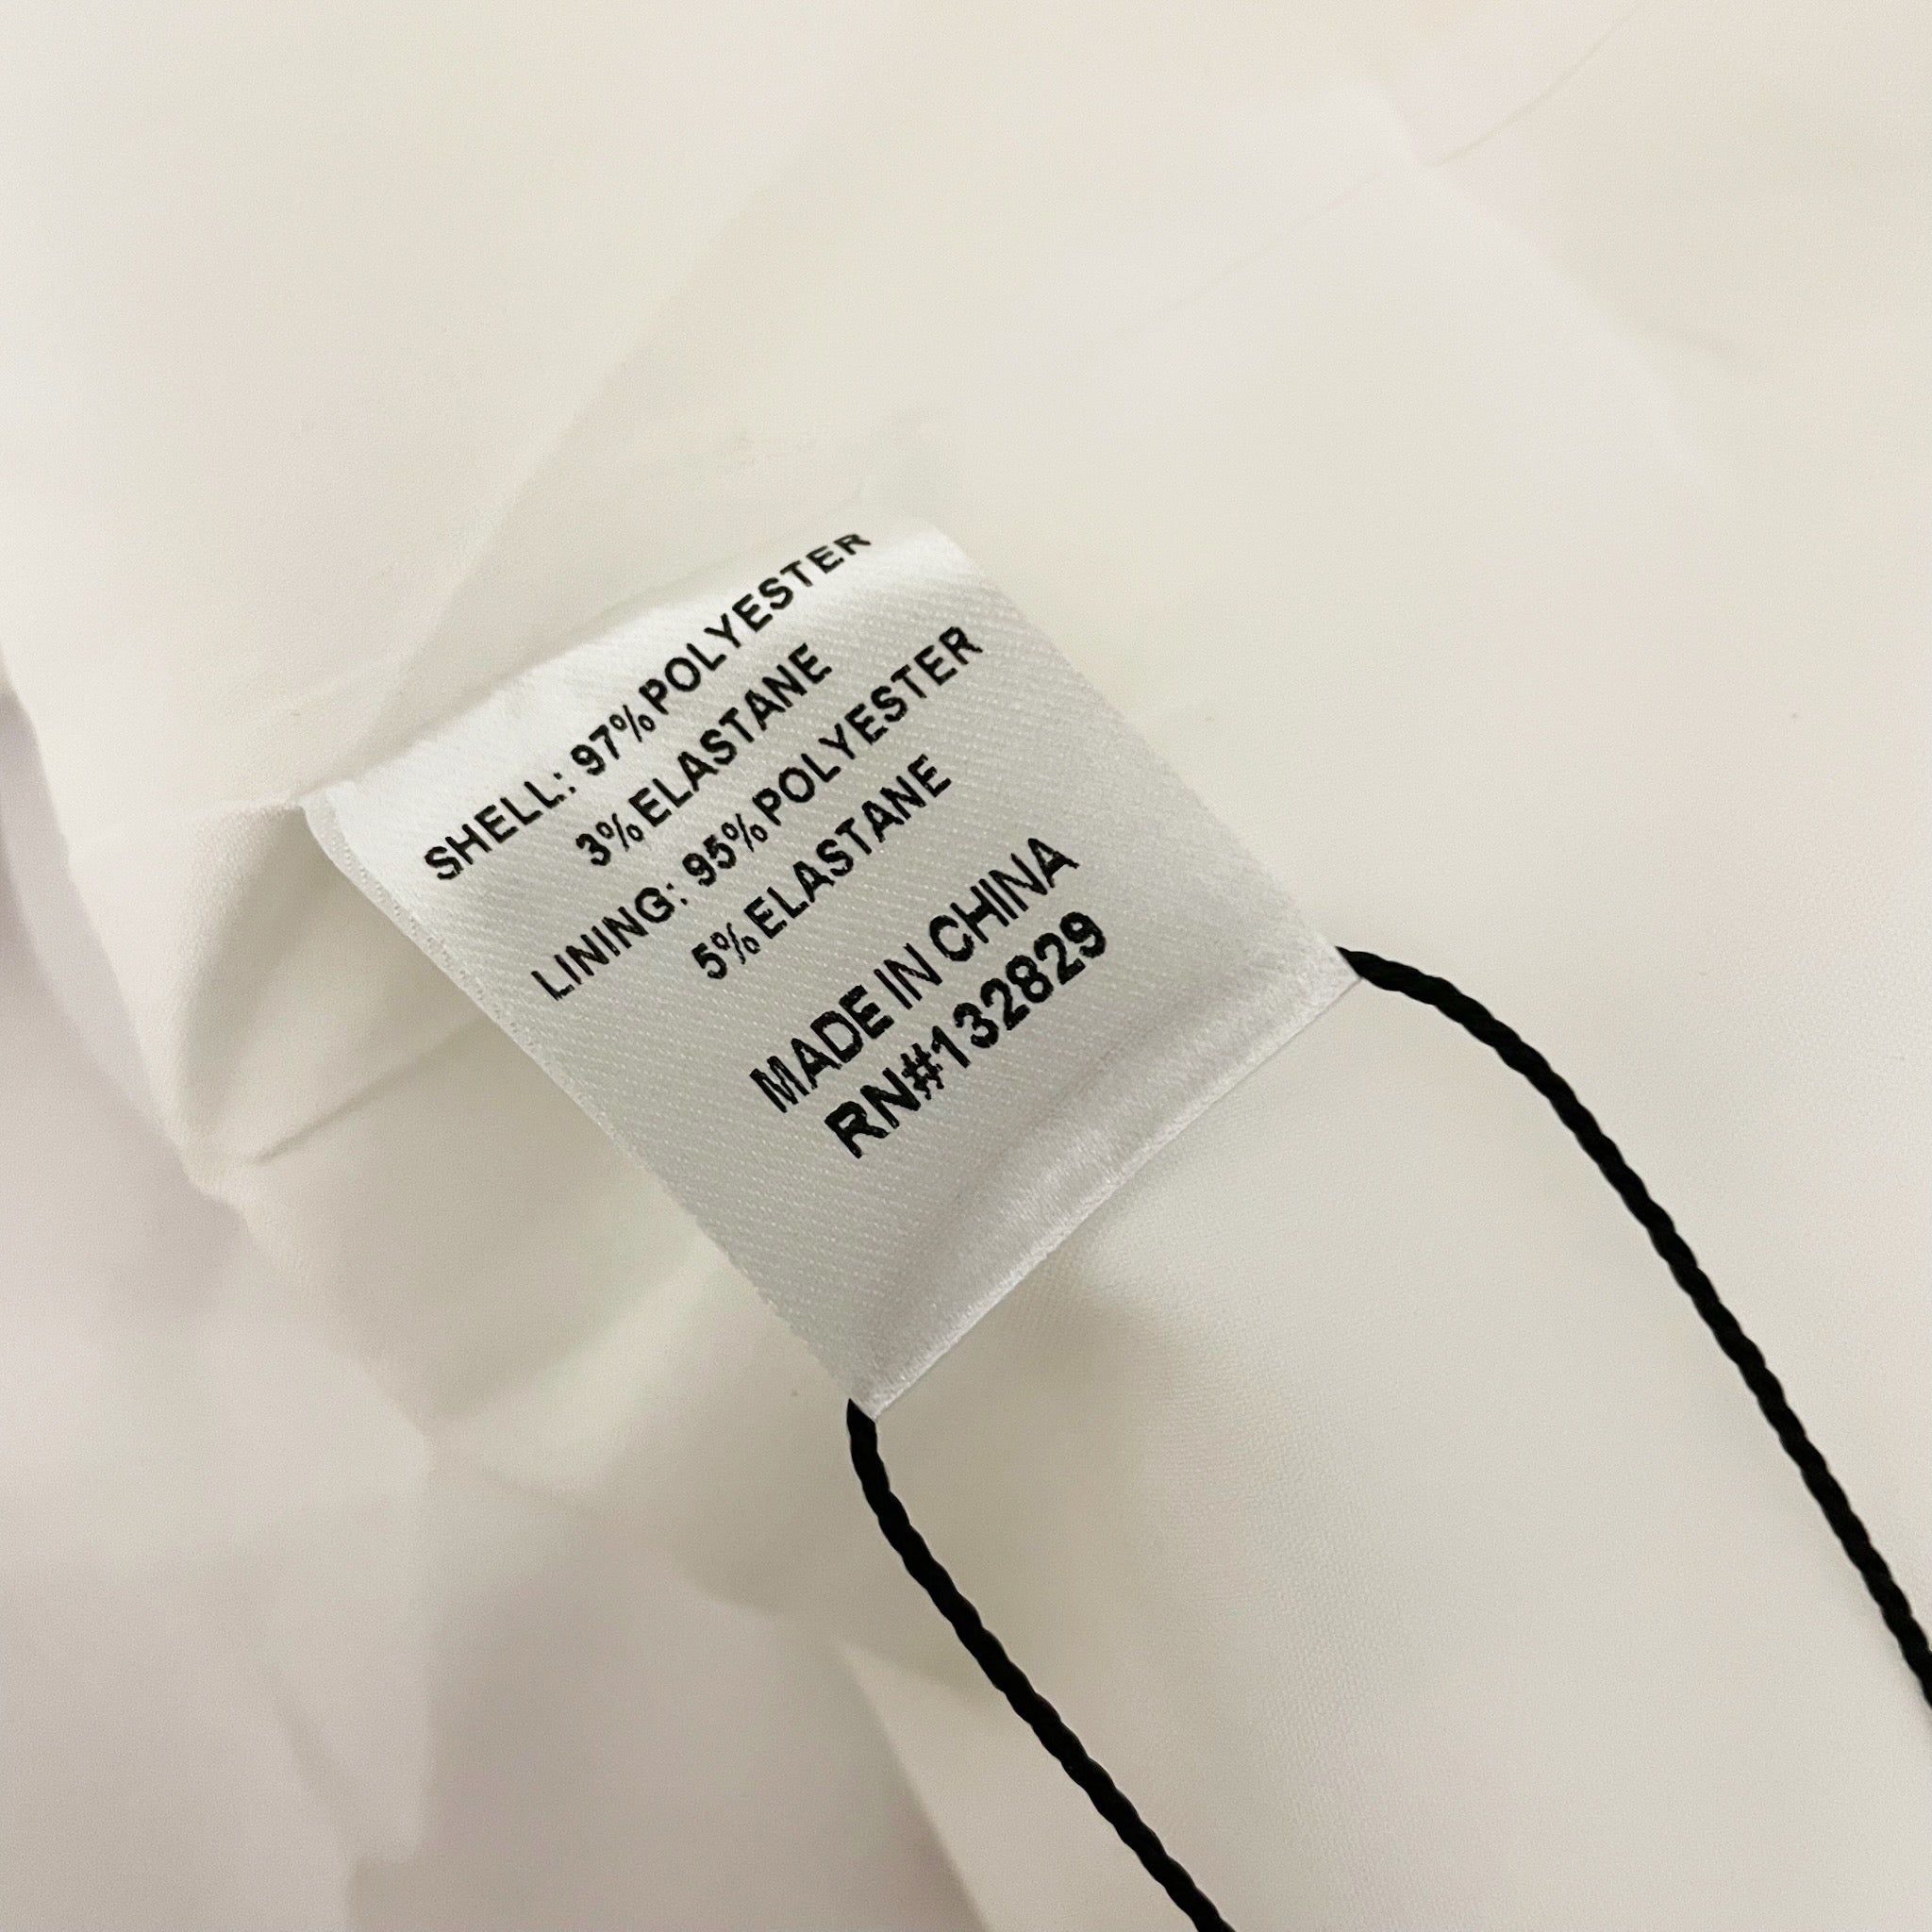 SHELL: 97% POLYESTER
3% ELASTANE
LINING: 95% POLYESTER
5% ELASTANE
MADE IN CHINA
RN#132829